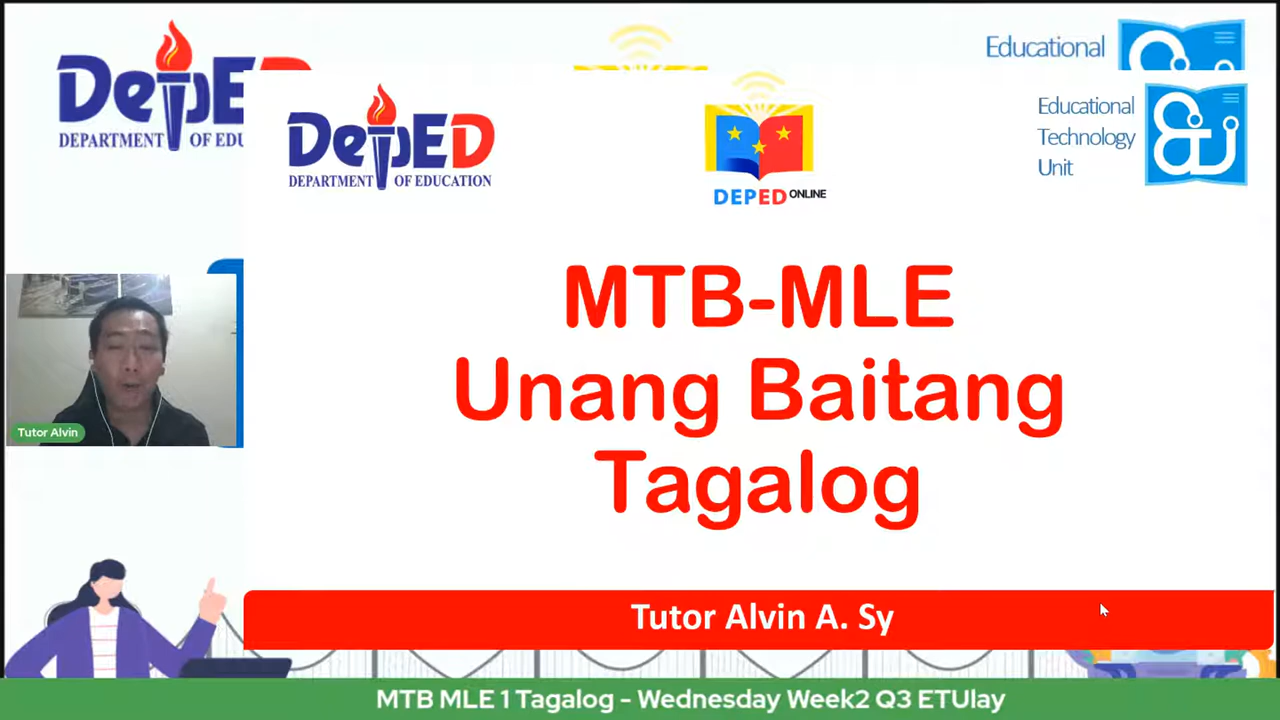 DepED
DEPARTMENT OF EDU
Educational
DepED
DEPARTMENT OF EDUCATION
DEPED ONLINE
Educational
Technology
Unit
MTB-MLE
Unang Baitang
Tagalog
Tutor Alvin
Tutor Alvin A. Sy
MTB MLE 1 Tagalog - Wednesday Week2 Q3 ETUlay